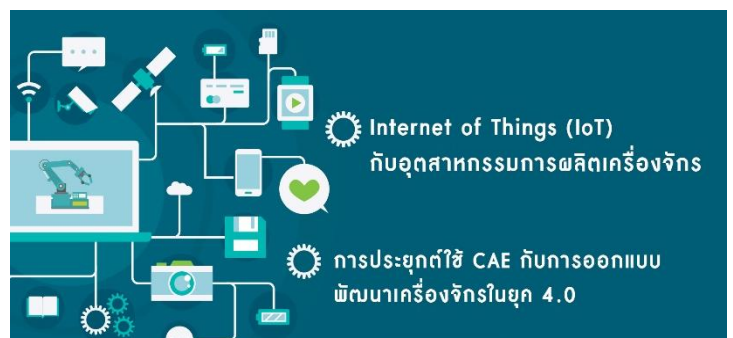 Internet of Things (IoT)
กับอุตสาหกรรมการผลิตเครื่องจักร
การประยุกต์ใช้ CAE กับการออกแบบ
พัฒนาเครื่องจักรในยุค 4.0